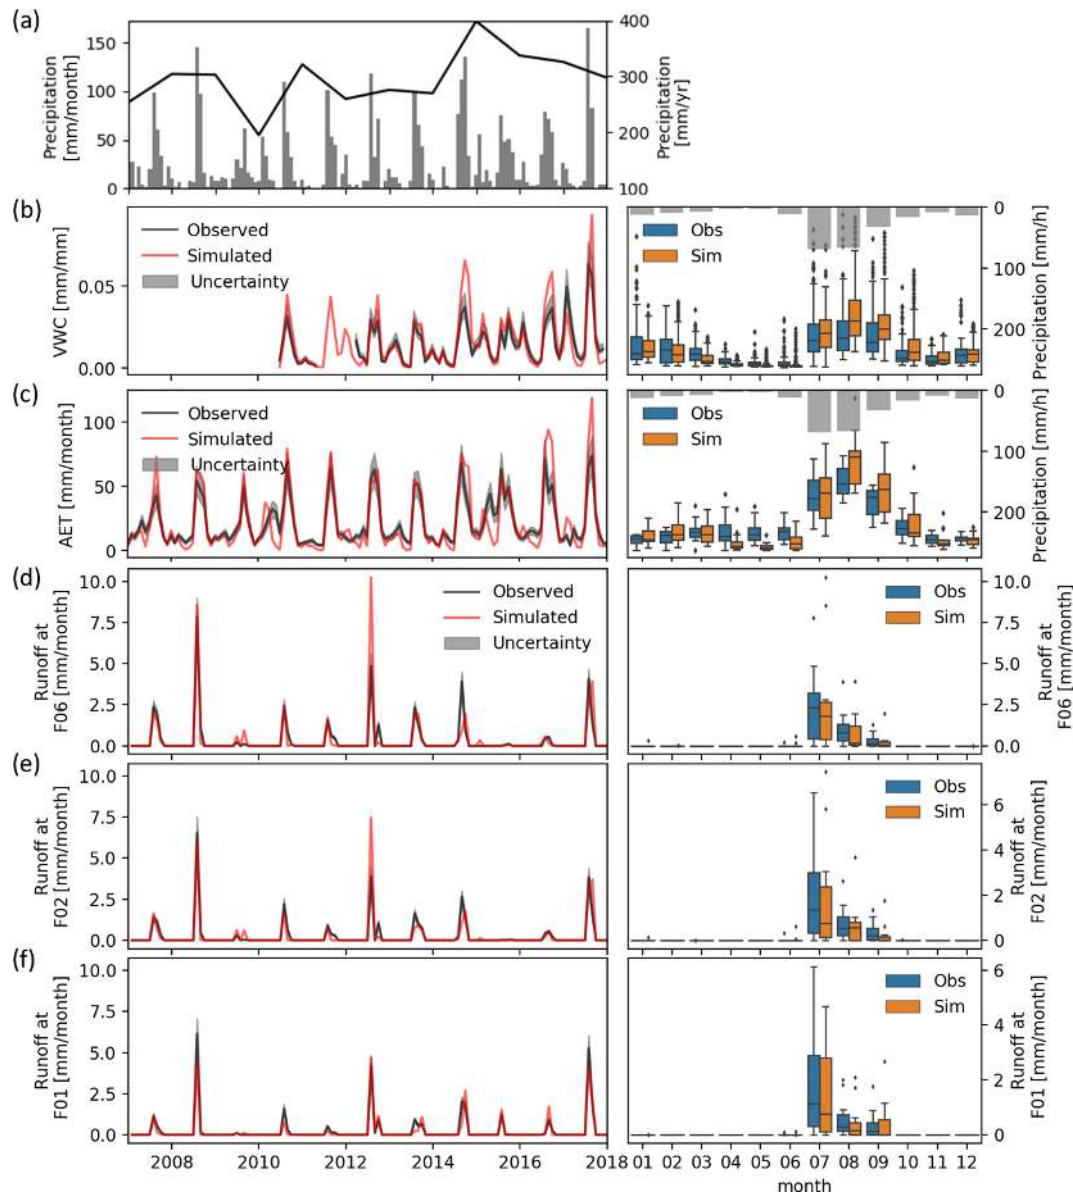 (a)
Precipitation
[mm/month]
150
100
50
0
400
300
200
100
Precipitation
[mm/yr]
(b)
VWC [mm/mm]
0.05
0.00
Observed
Simulated
Uncertainty
Obs
Sim
0
100
200
Precipitation [mm/h]
(c)
AET [mm/month]
100
50
0
Observed
Simulated
Uncertainty
Obs
Sim
0
100
200
Precipitation [mm/h]
(d)
Runoff at
F06 [mm/month]
10.0
7.5
5.0
2.5
0.0
Observed
Simulated
Uncertainty
Obs
Sim
10.0
7.5
5.0
2.5
0.0
Runoff at
F06 [mm/month]
(e)
Runoff at
F02 [mm/month]
10.0
7.5
5.0
2.5
0.0
Obs
Sim
6
4
2
0
Runoff at
F02 [mm/month]
(f)
Runoff at
F01 [mm/month]
10.0
7.5
5.0
2.5
0.0
Obs
Sim
6
4
2
0
Runoff at
F01 [mm/month]
2008 2010 2012 2014 2016 2018
01 02 03 04 05 06 07 08 09 10 11 12
month